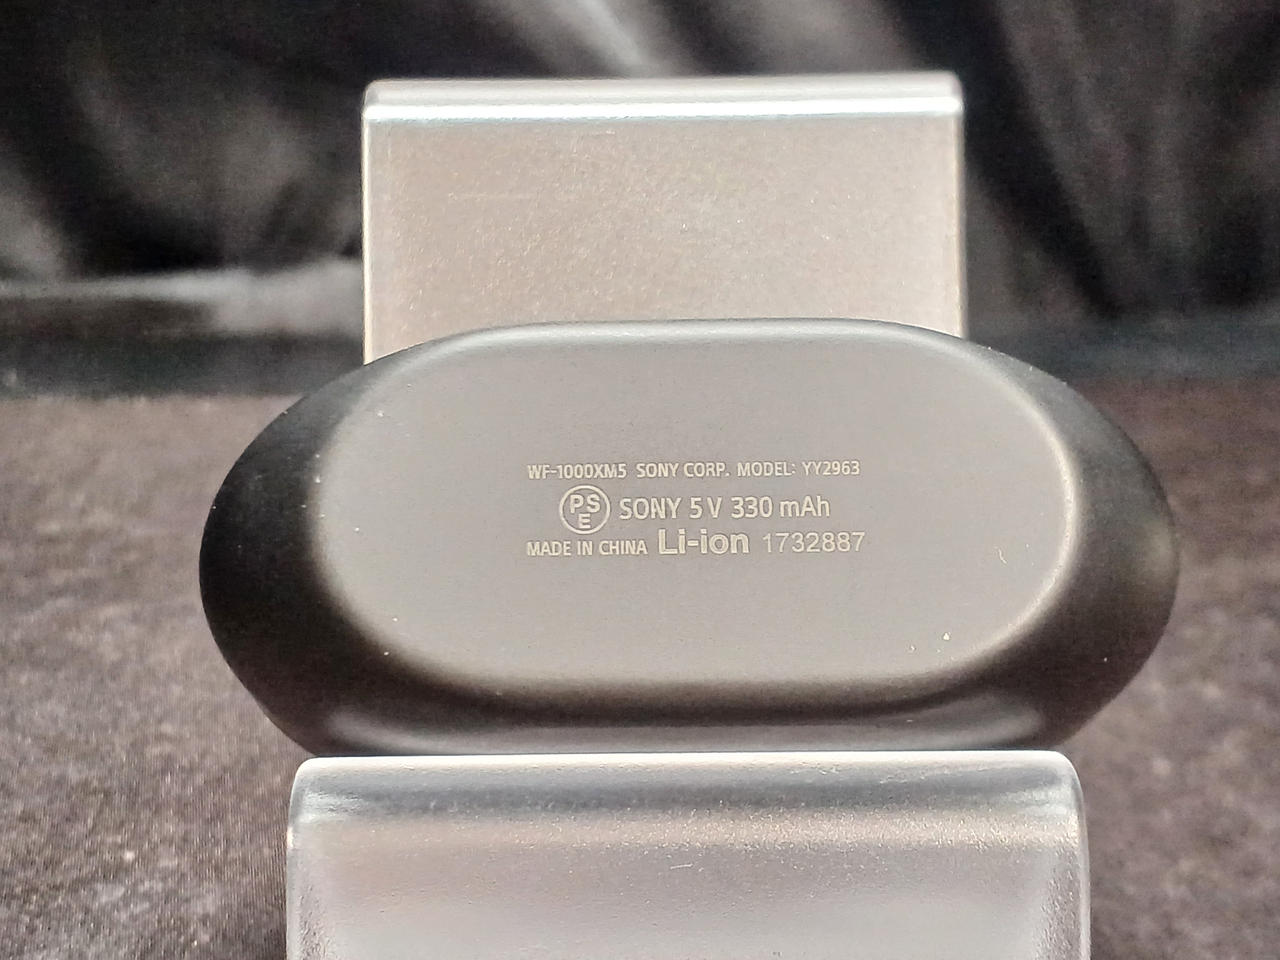 WF-1000XM5 SONY CORP. MODEL: YY2963
PSE SONY 5 V 330 mAh
MADE IN CHINA Li-ion 1732887